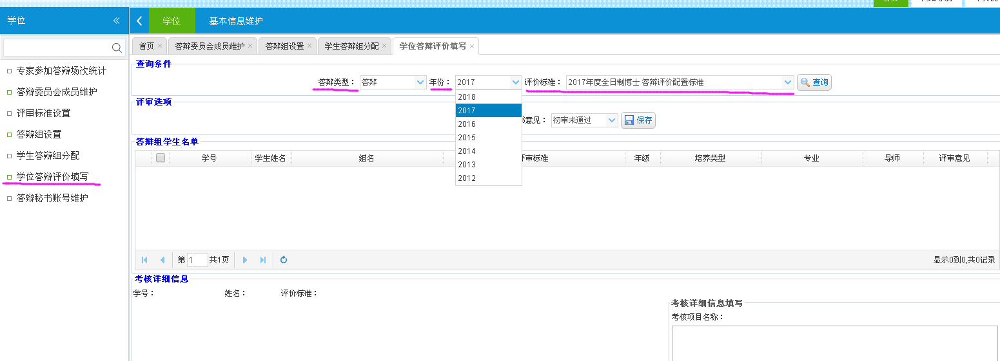 学位 « 学位 基本信息维护
首页 × 答辩委员会成员维护 × 答辩组设置 × 学生答辩组分配 × 学位答辩评价填写 ×
专家参加答辩场次统计
答辩委员会成员维护
评审标准设置
答辩组设置
学生答辩组分配
学位答辩评价填写
答辩秘书账号维护
查询条件
答辩类型： 答辩 年份： 2017 评价标准： 2017年度全日制博士 答辩评价配置标准 查询
2018
2017
2016
2015
2014
2013
2012
评审选项
意见： 初审未通过 保存
答辩组学生名单
学号 学生姓名 组名 评审标准 年级 培养类型 专业 导师 评审意见
第 1 共1页 显示0到0,共0记录
考核详细信息
学号： 姓名： 评价标准：
考核详细信息填写
考核项目名称：